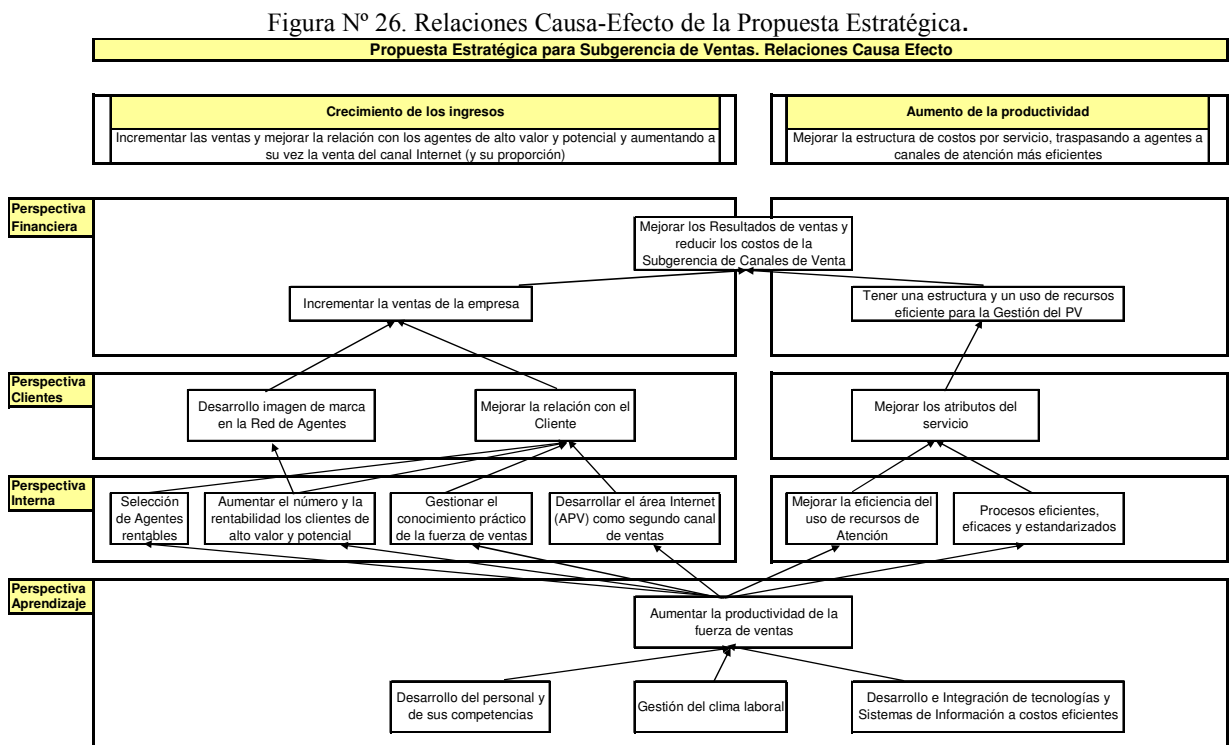 Figura Nº 26. Relaciones Causa-Efecto de la Propuesta Estratégica.
Propuesta Estratégica para Subgerencia de Ventas. Relaciones Causa Efecto
Crecimiento de los ingresos
Incrementar las ventas y mejorar la relación con los agentes de alto valor y potencial y aumentando a
su vez la venta del canal Internet (y su proporción)
Aumento de la productividad
Mejorar la estructura de costos por servicio, traspasando a agentes a
canales de atención más eficientes
Perspectiva
Financiera
Mejorar los Resultados de ventas y
reducir los costos de la
Subgerencia de Canales de Venta
Incrementar la ventas de la empresa
Tener una estructura y un uso de recursos
eficiente para la Gestión del PV
Perspectiva
Clientes
Desarrollo imagen de marca
en la Red de Agentes
Mejorar la relación con el
Cliente
Mejorar los atributos del
servicio
Perspectiva
Interna
Selección
de Agentes
rentables
Aumentar el número y la
rentabilidad los clientes de
alto valor y potencial
Gestionar el
conocimiento práctico
de la fuerza de ventas
Desarrollar el área Internet
(APV) como segundo canal
de ventas
Mejorar la eficiencia del
uso de recursos de
Atención
Procesos eficientes,
eficaces y estandarizados
Perspectiva
Aprendizaje
Aumentar la productividad de la
fuerza de ventas
Desarrollo del personal y
de sus competencias
Gestión del clima laboral
Desarrollo e Integración de tecnologías y
Sistemas de Información a costos eficientes